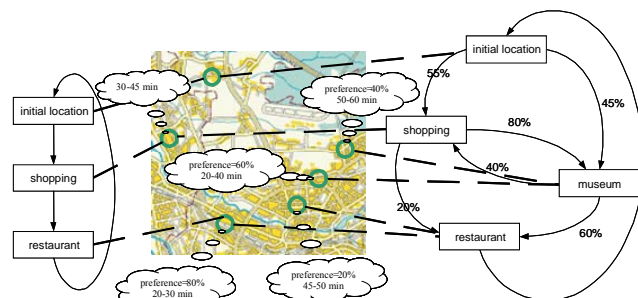 initial location
shopping
restaurant
30-45 min
preference=40%
50-60 min
preference=60%
20-40 min
preference=80%
20-30 min
preference=20%
45-50 min
initial location
55%
45%
shopping
80%
40%
museum
20%
restaurant
60%